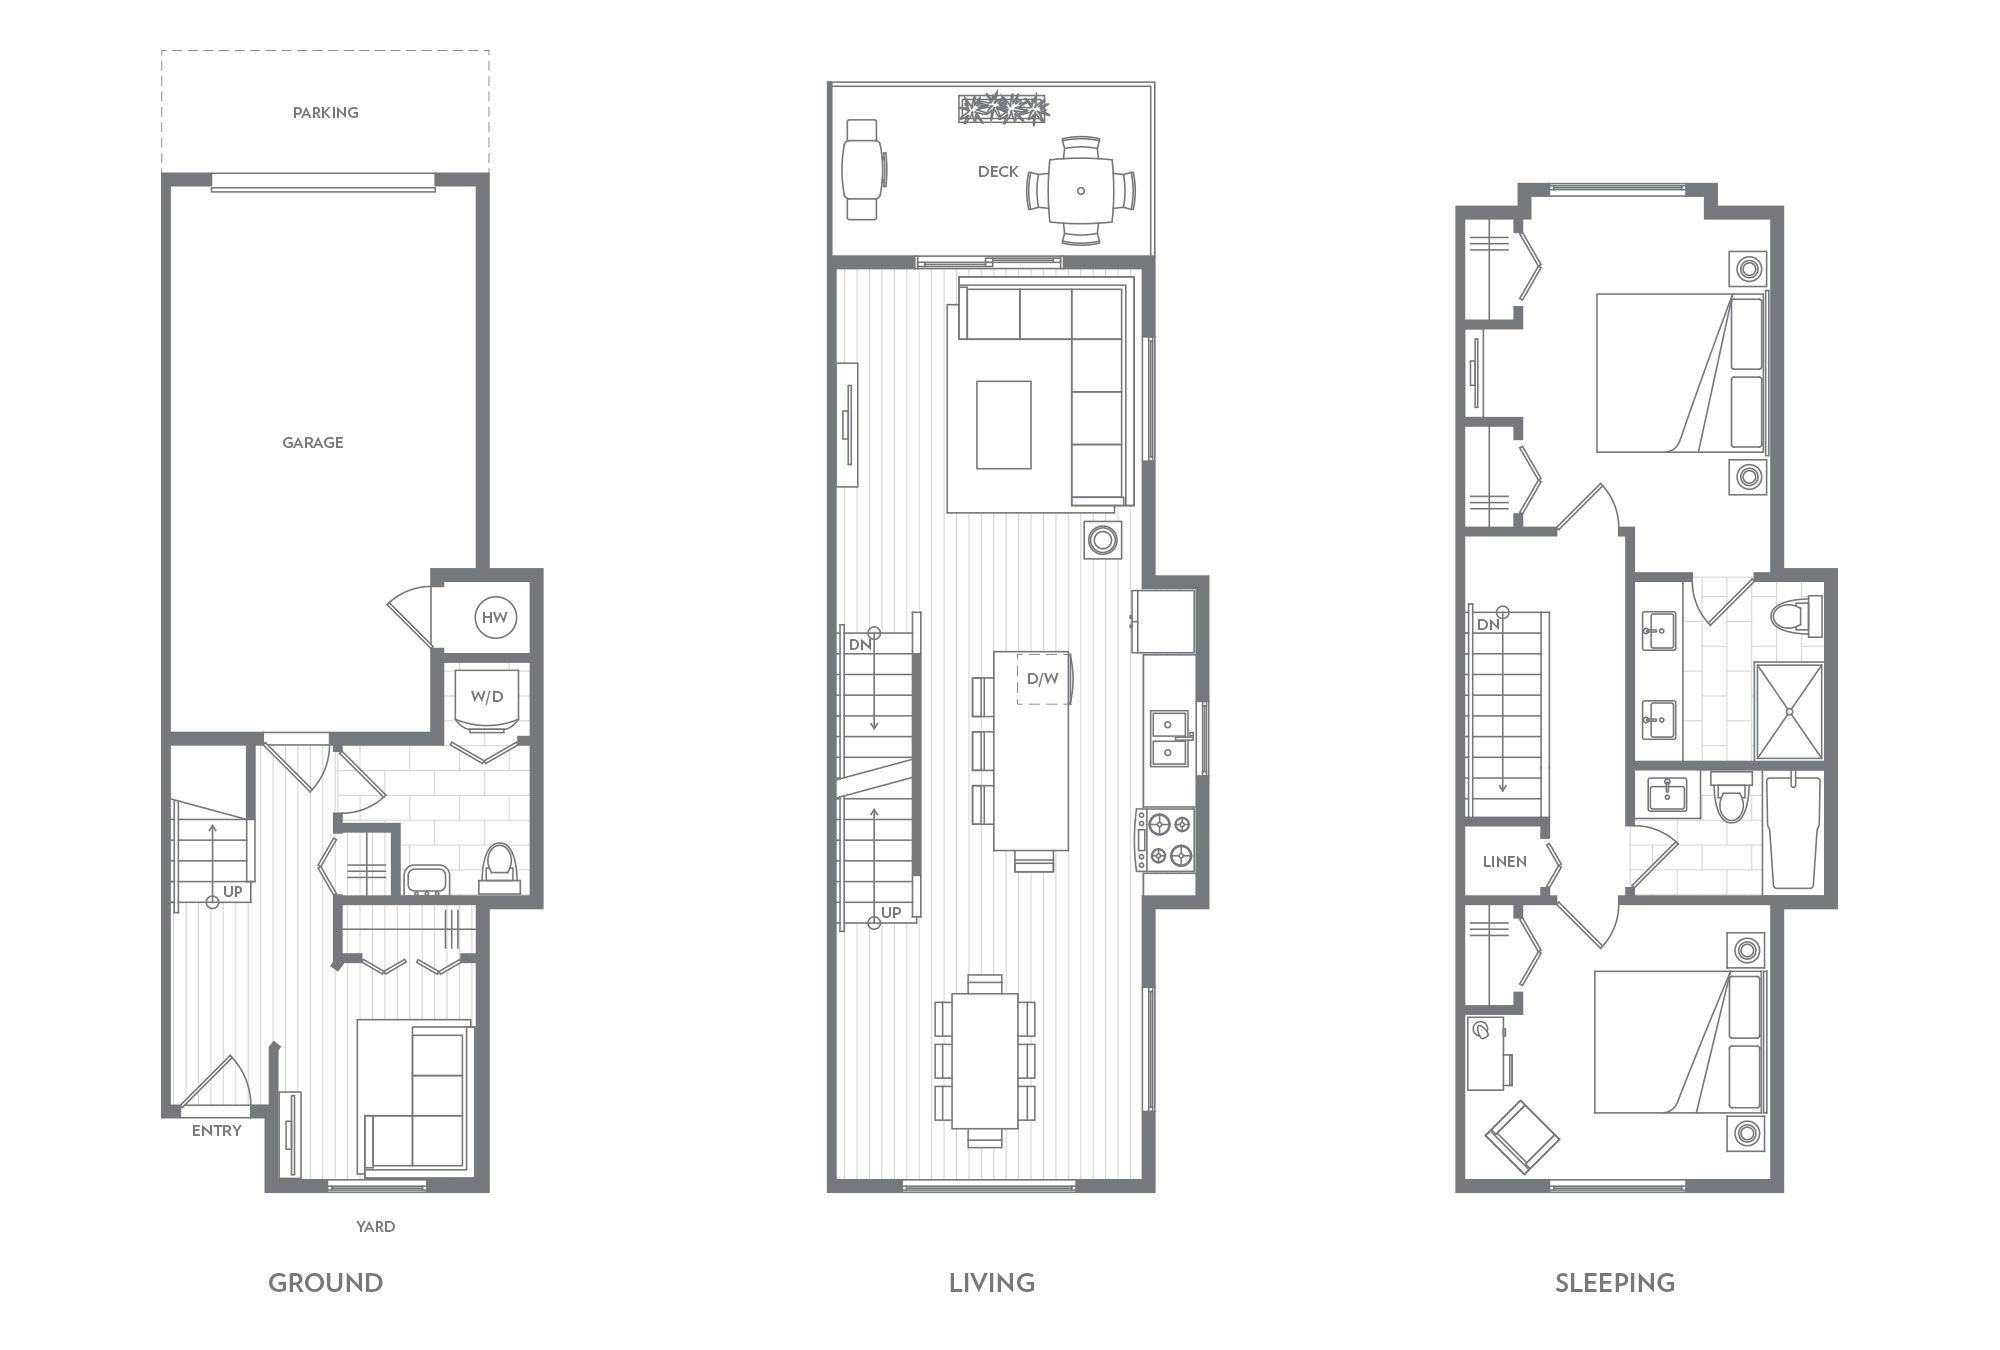 PARKING
GARAGE
HW
W/D
UP
ENTRY
YARD
GROUND
DECK
DN
D/W
UP
LIVING
DN
LINEN
SLEEPING